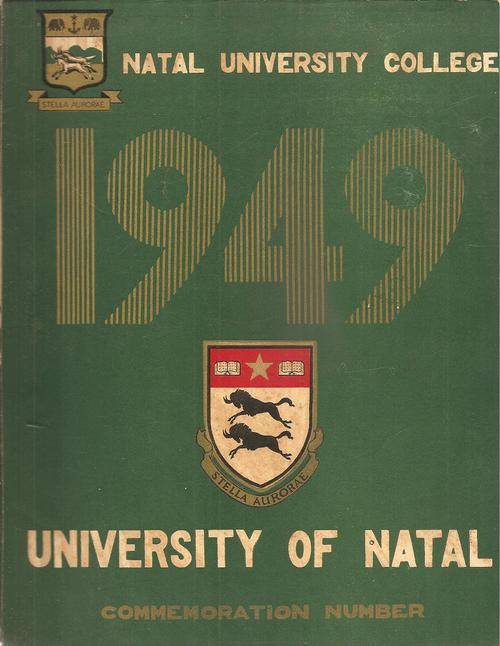 NATAL UNIVERSITY COLLEGE
STELLA AURORAE
1949
STELLA AURORAE
UNIVERSITY OF NATAL
COMMEMORATION NUMBER